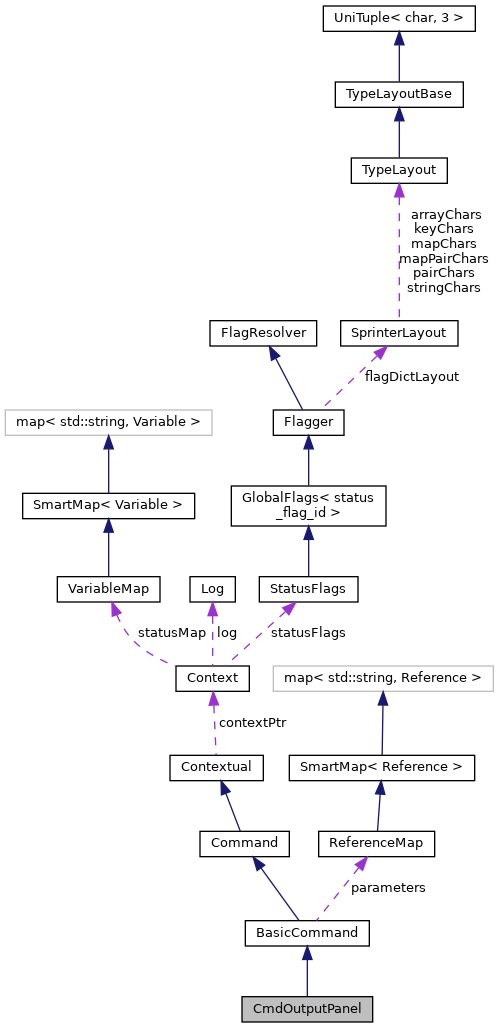 UniTuple< char, 3 >
TypeLayoutBase
TypeLayout
arrayChars
keyChars
mapChars
mapPairChars
pairChars
stringChars
FlagResolver
SprinterLayout
flagDictLayout
map< std::string, Variable >
Flagger
SmartMap< Variable >
GlobalFlags< status
_flag_id >
VariableMap
Log
StatusFlags
statusMap
log
statusFlags
Context
map< std::string, Reference >
contextPtr
Contextual
SmartMap< Reference >
Command
ReferenceMap
parameters
BasicCommand
CmdOutputPanel